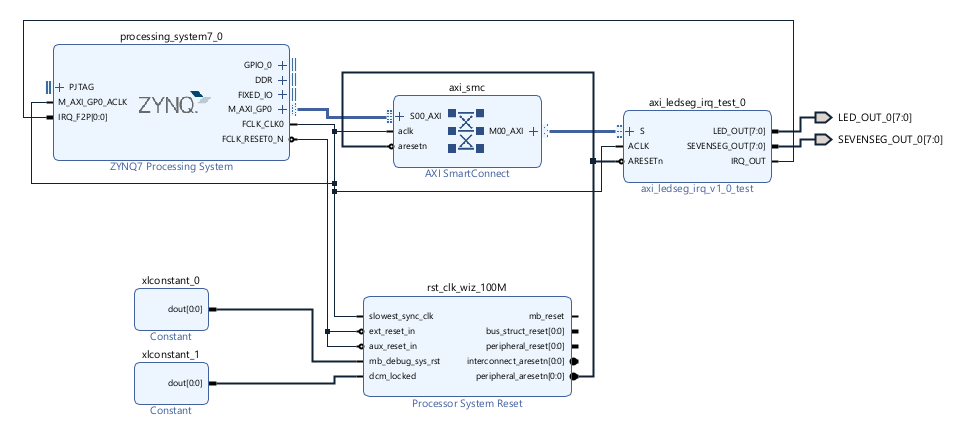 processing_system7_0
GPIO_0
DDR
FIXED_IO
M_AXI_GP0
FCLK_CLK0
FCLK_RESET0_N
PJTAG
M_AXI_GP0_ACLK
IRQ_F2P[0:0]
ZYNQ
ZYNQ7 Processing System
axi_smc
S00_AXI
aclk
aresetn
M00_AXI
AXI SmartConnect
axi_ledseg_irq_test_0
S
ACLK
ARESETn
LED_OUT[7:0]
SEVENSEG_OUT[7:0]
IRQ_OUT
axi_ledseg_irq_v1_0_test
LED_OUT_0[7:0]
SEVENSEG_OUT_0[7:0]
xlconstant_0
dout[0:0]
Constant
xlconstant_1
dout[0:0]
Constant
rst_clk_wiz_100M
slowest_sync_clk
ext_reset_in
aux_reset_in
mb_debug_sys_rst
dcm_locked
mb_reset
bus_struct_reset[0:0]
peripheral_reset[0:0]
interconnect_aresetn[0:0]
peripheral_aresetn[0:0]
Processor System Reset